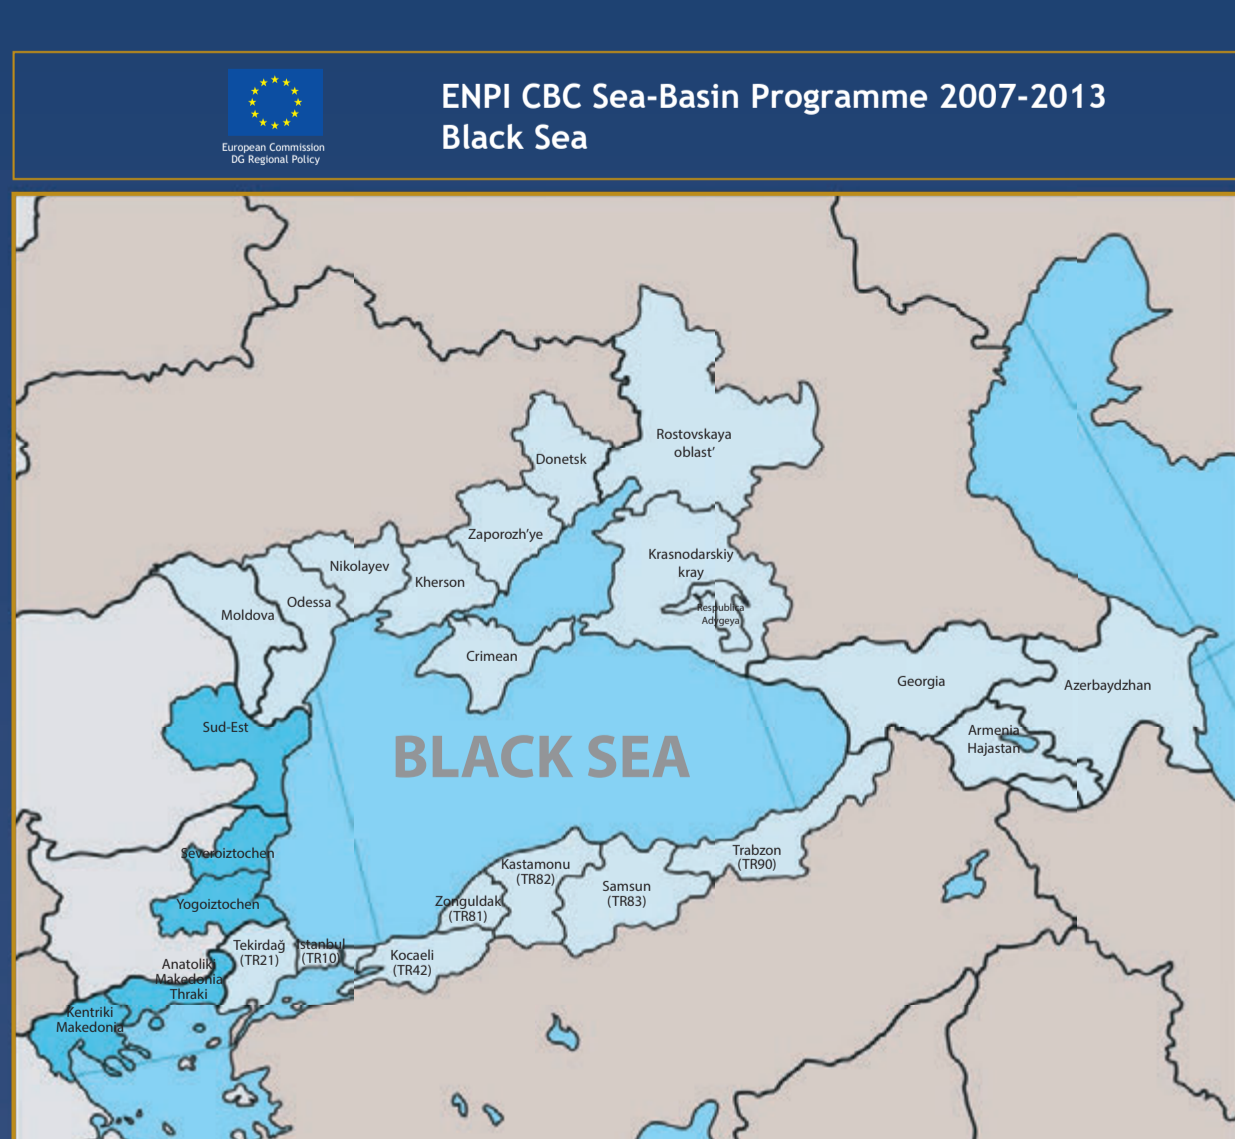 ENPI CBC Sea-Basin Programme 2007-2013
Black Sea
European Commission
DG Regional Policy
Rostovskaya
oblast'
Donetsk
Zaporozh'ye
Krasnodarskiy
kray
Nikolayev
Kherson
Odessa
Moldova
Respublica
Adygeya
Crimean
Georgia
Azerbaydzhan
Sud-Est
Armenia
Hajastan
BLACK SEA
Severoiztochen
Trabzon
(TR90)
Kastamonu
(TR82)
Samsun
(TR83)
Zonguldak
(TR81)
Yogoiztochen
Tekirdağ
(TR21)
Istanbul
(TR10)
Kocaeli
(TR42)
Anatoliki
Makedonia
Thraki
Kentriki
Makedonia